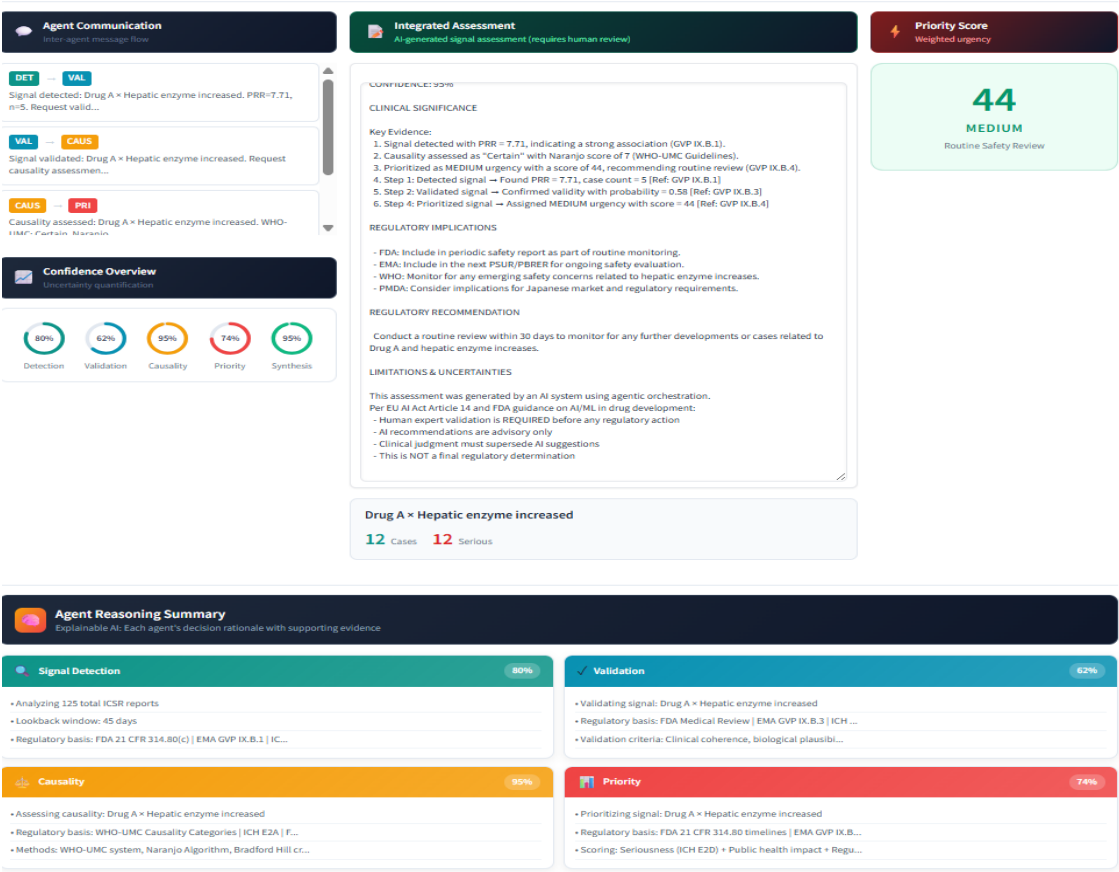 Agent Communication
Inter-agent message flow
DET → VAL
Signal detected: Drug A × Hepatic enzyme increased. PRR=7.71,
n=5. Request valid...
VAL → CAUS
Signal validated: Drug A × Hepatic enzyme increased. Request
causality assessmen...
CAUS → PRI
Causality assessed: Drug A × Hepatic enzyme increased. WHO-
UMC: Certain, Naranjo
Confidence Overview
Uncertainty quantification
80% 62% 95% 74% 95%
Detection Validation Causality Priority Synthesis
Integrated Assessment
AI-generated signal assessment (requires human review)
CONFIDENCE: 95%
CLINICAL SIGNIFICANCE
Key Evidence:
1. Signal detected with PRR = 7.71, indicating a strong association (GVP IX.B.1).
2. Causality assessed as "Certain" with Naranjo score of 7 (WHO-UMC Guidelines).
3. Prioritized as MEDIUM urgency with a score of 44, recommending routine review (GVP IX.B.4).
4. Step 1: Detected signal → Found PRR = 7.71, case count = 5 [Ref: GVP IX.B.1]
5. Step 2: Validated signal → Confirmed validity with probability = 0.58 [Ref: GVP IX.B.3]
6. Step 4: Prioritized signal → Assigned MEDIUM urgency with score = 44 [Ref: GVP IX.B.4]
REGULATORY IMPLICATIONS
- FDA: Include in periodic safety report as part of routine monitoring.
- EMA: Include in the next PSUR/PBRER for ongoing safety evaluation.
- WHO: Monitor for any emerging safety concerns related to hepatic enzyme increases.
- PMDA: Consider implications for Japanese market and regulatory requirements.
REGULATORY RECOMMENDATION
Conduct a routine review within 30 days to monitor for any further developments or cases related to
Drug A and hepatic enzyme increases.
LIMITATIONS & UNCERTAINTIES
This assessment was generated by an AI system using agentic orchestration.
Per EU AI Act Article 14 and FDA guidance on AI/ML in drug development:
- Human expert validation is REQUIRED before any regulatory action
- AI recommendations are advisory only
- Clinical judgment must supersede AI suggestions
- This is NOT a final regulatory determination
Drug A × Hepatic enzyme increased
12 Cases 12 Serious
Priority Score
Weighted urgency
44
MEDIUM
Routine Safety Review
Agent Reasoning Summary
Explainable AI: Each agent's decision rationale with supporting evidence
Signal Detection 80%
• Analyzing 125 total ICSR reports
• Lookback window: 45 days
• Regulatory basis: FDA 21 CFR 314.80(c) | EMA GVP IX.B.1 | IC...
Validation 62%
• Validating signal: Drug A × Hepatic enzyme increased
• Regulatory basis: FDA Medical Review | EMA GVP IX.B.3 | ICH ...
• Validation criteria: Clinical coherence, biological plausibi...
Causality 95%
• Assessing causality: Drug A × Hepatic enzyme increased
• Regulatory basis: WHO-UMC Causality Categories | ICH E2A | F...
• Methods: WHO-UMC system, Naranjo Algorithm, Bradford Hill cr...
Priority 74%
• Prioritizing signal: Drug A × Hepatic enzyme increased
• Regulatory basis: FDA 21 CFR 314.80 timelines | EMA GVP IX.B...
• Scoring: Seriousness (ICH E2D) + Public health impact + Regu...